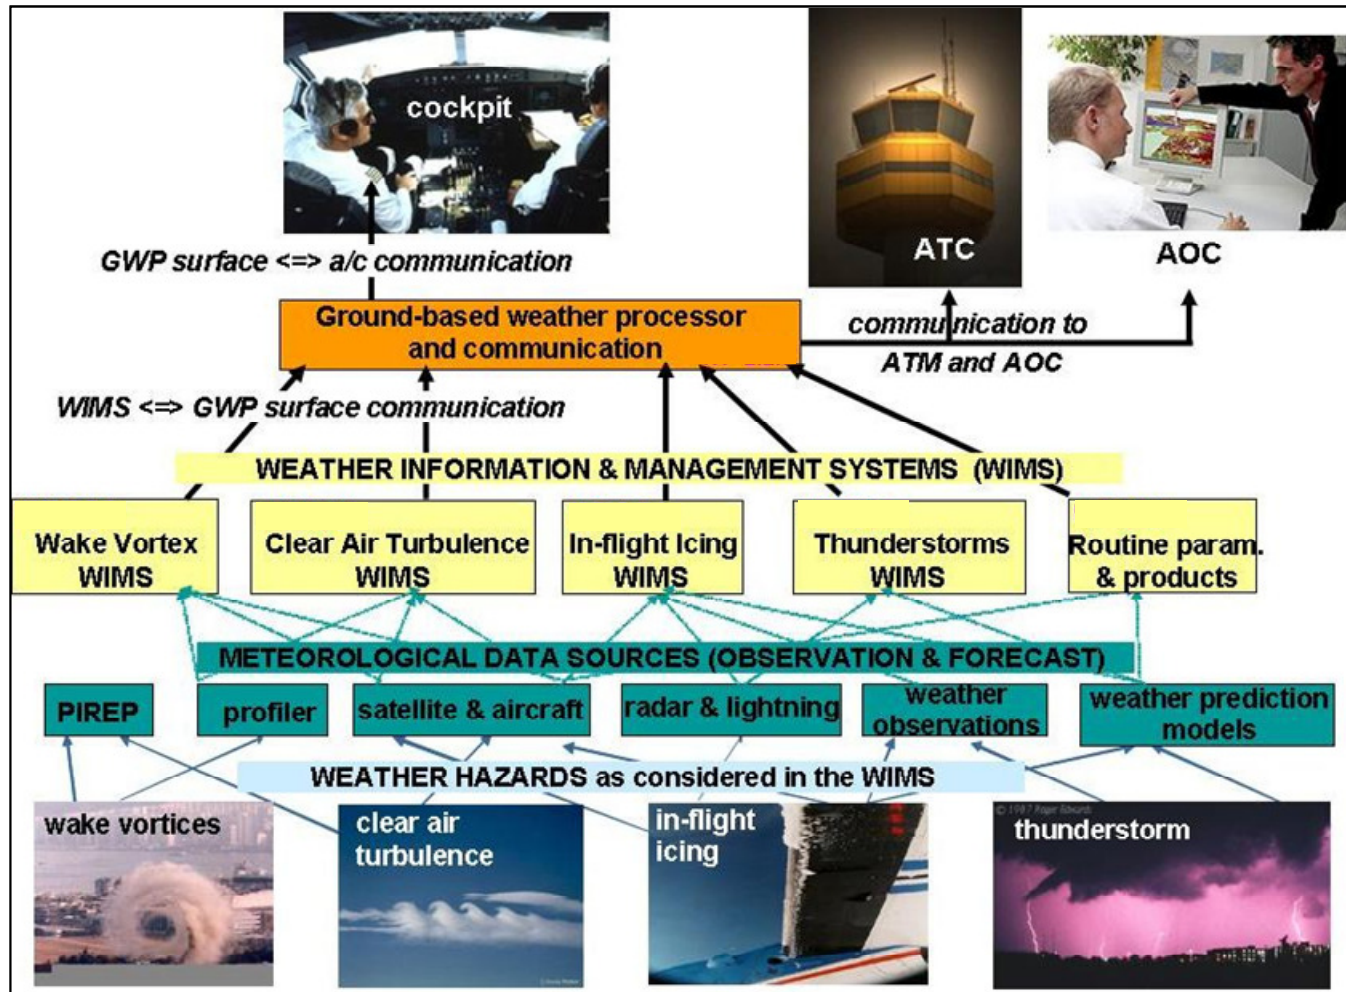 cockpit
ATC
AOC
GWP surface <=> a/c communication
Ground-based weather processor
and communication
communication to
ATM and AOC
WIMS <=> GWP surface communication
WEATHER INFORMATION & MANAGEMENT SYSTEMS (WIMS)
Wake Vortex
WIMS
Clear Air Turbulence
WIMS
In-flight Icing
WIMS
Thunderstorms
WIMS
Routine param.
& products
METEOROLOGICAL DATA SOURCES (OBSERVATION & FORECAST)
PIREP
profiler
satellite & aircraft
radar & lightning
weather
observations
weather prediction
models
WEATHER HAZARDS as considered in the WIMS
wake vortices
clear air
turbulence
in-flight
icing
© 1987 Roger Edwards
thunderstorm